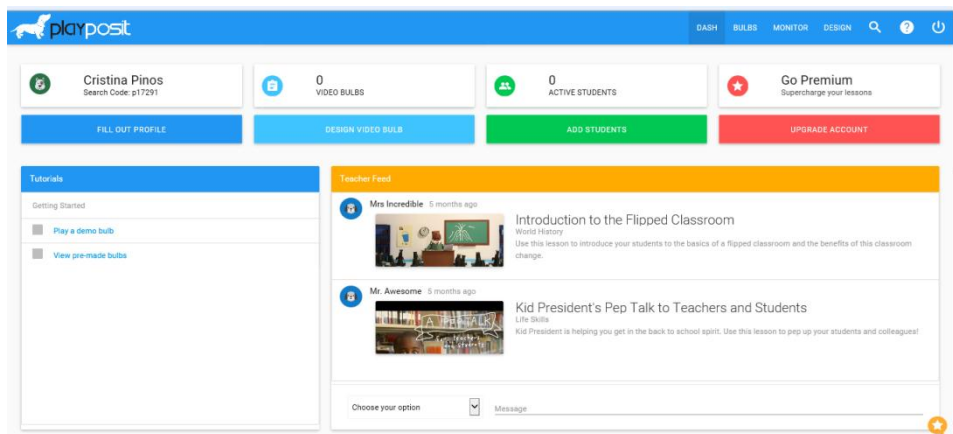 playposit
DASH BULBS MONITOR DESIGN
Cristina Pinos
Search Code: p17291
0
VIDEO BULBS
0
ACTIVE STUDENTS
Go Premium
Supercharge your lessons
FILL OUT PROFILE
DESIGN VIDEO BULB
ADD STUDENTS
UPGRADE ACCOUNT
Tutorials
Getting Started
Play a demo bulb
View pre-made bulbs
Teacher Feed
Mrs Incredible 5 months ago
Introduction to the Flipped Classroom
World History
Use this lesson to introduce your students to the basics of a flipped classroom and the benefits of this classroom
change.
Mr. Awesome 5 months ago
A PEP TALK
for teachers
and students
Kid President's Pep Talk to Teachers and Students
Life Skills
Kid President is helping you get in the back to school spirit. Use this lesson to pep up your students and colleagues!
Choose your option
Message